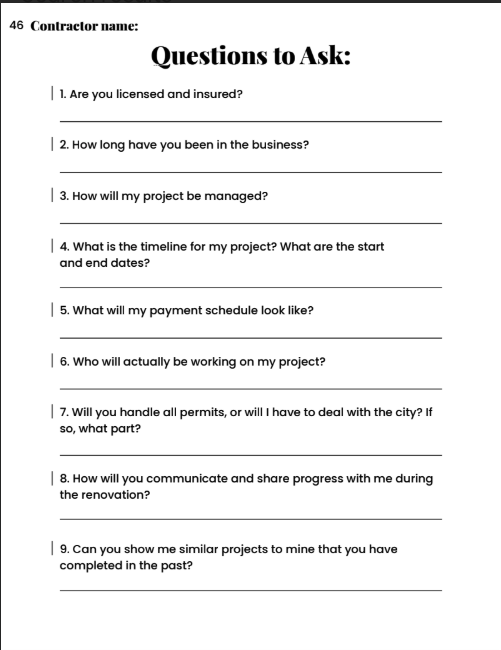 46 Contractor name:
Questions to Ask:
1. Are you licensed and insured?
2. How long have you been in the business?
3. How will my project be managed?
4. What is the timeline for my project? What are the start
and end dates?
5. What will my payment schedule look like?
6. Who will actually be working on my project?
7. Will you handle all permits, or will I have to deal with the city? If
so, what part?
8. How will you communicate and share progress with me during
the renovation?
9. Can you show me similar projects to mine that you have
completed in the past?